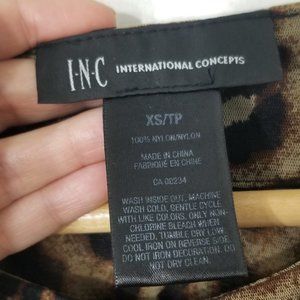 I·N·C INTERNATIONAL CONCEPTS
XS/TP
100% NYLON/NYLON
MADE IN CHINA
FABRIQUÉ EN CHINE
CA 00234
WASH INSIDE OUT, MACHINE
WASH COLD, GENTLE CYCLE
WITH LIKE COLORS. ONLY NON-
CHLORINE BLEACH WHEN
NEEDED. TUMBLE DRY LOW
COOL IRON ON REVERSE SIDE.
DO NOT IRON DECORATION. DO
NOT DRY CLEAN